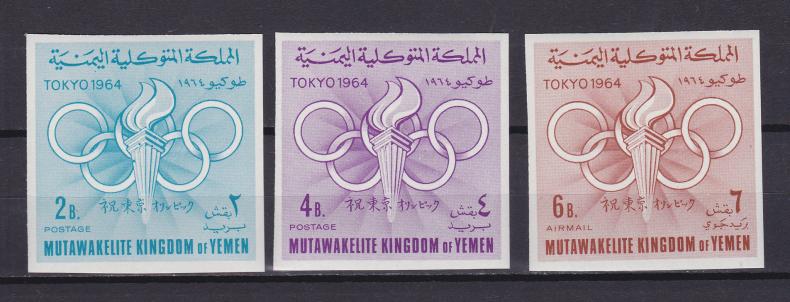 المملكة المتوكلية اليمنية
TOKYO 1964 طوكيو ١٩٦٤
祝 東京 オリンピック
2 B. ٢ بقش
POSTAGE بريد
MUTAWAKELITE KINGDOM OF YEMEN
المملكة المتوكلية اليمنية
TOKYO 1964 طوكيو ١٩٦٤
祝 東京 オリンピック
4 B. ٤ بقش
POSTAGE بريد
MUTAWAKELITE KINGDOM OF YEMEN
المملكة المتوكلية اليمنية
TOKYO 1964 طوكيو ١٩٦٤
祝 東京 オリンピック
6 B. ٦ بقش
AIRMAIL بريد جوي
MUTAWAKELITE KINGDOM OF YEMEN